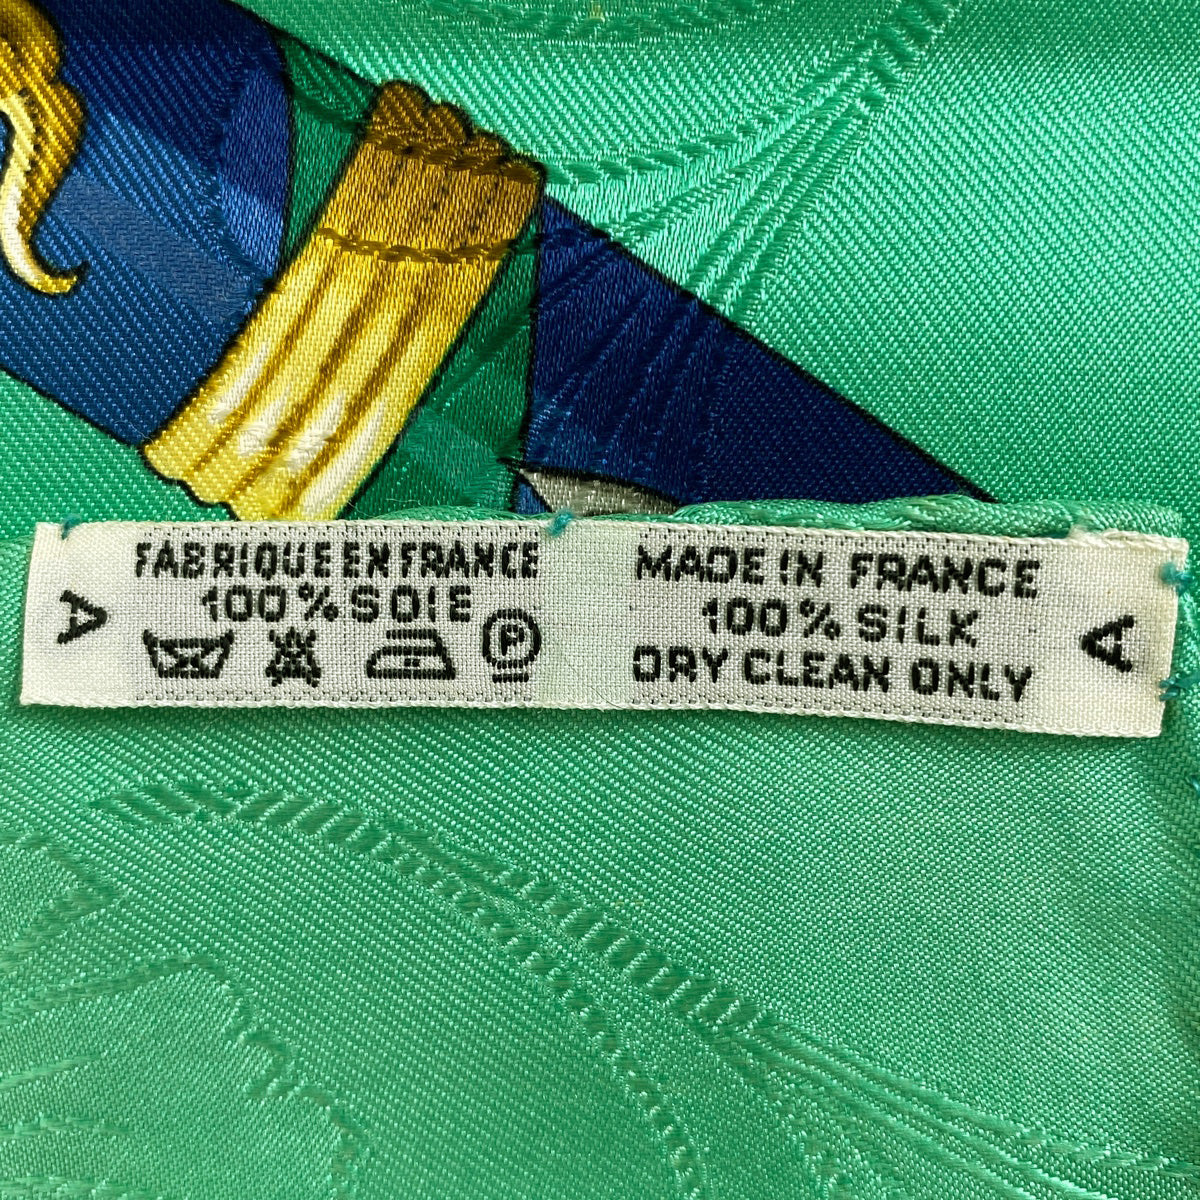 A
FABRIQUE EN FRANCE
100% SOIE
P
MADE IN FRANCE
100% SILK
DRY CLEAN ONLY
A